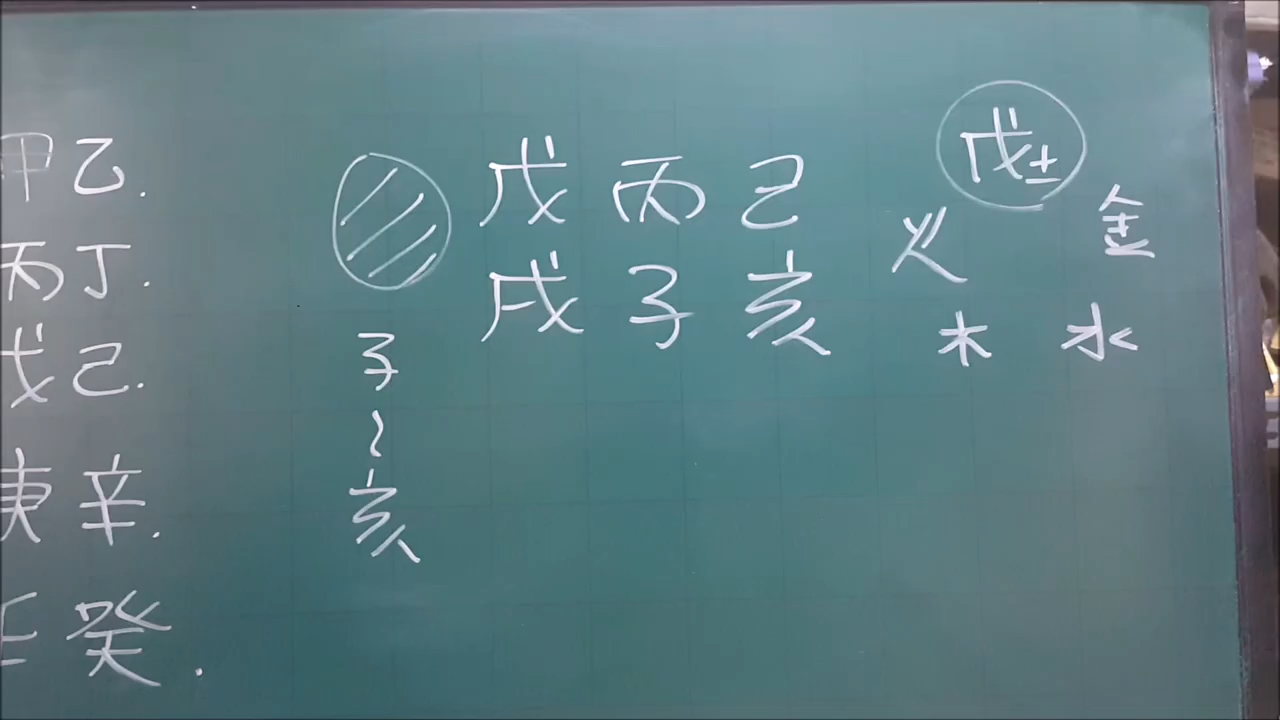 甲乙.
丙丁.
戊己.
庚辛.
壬癸.
子
~
亥
戊丙己
戌子亥
戊土
火 金
木 水